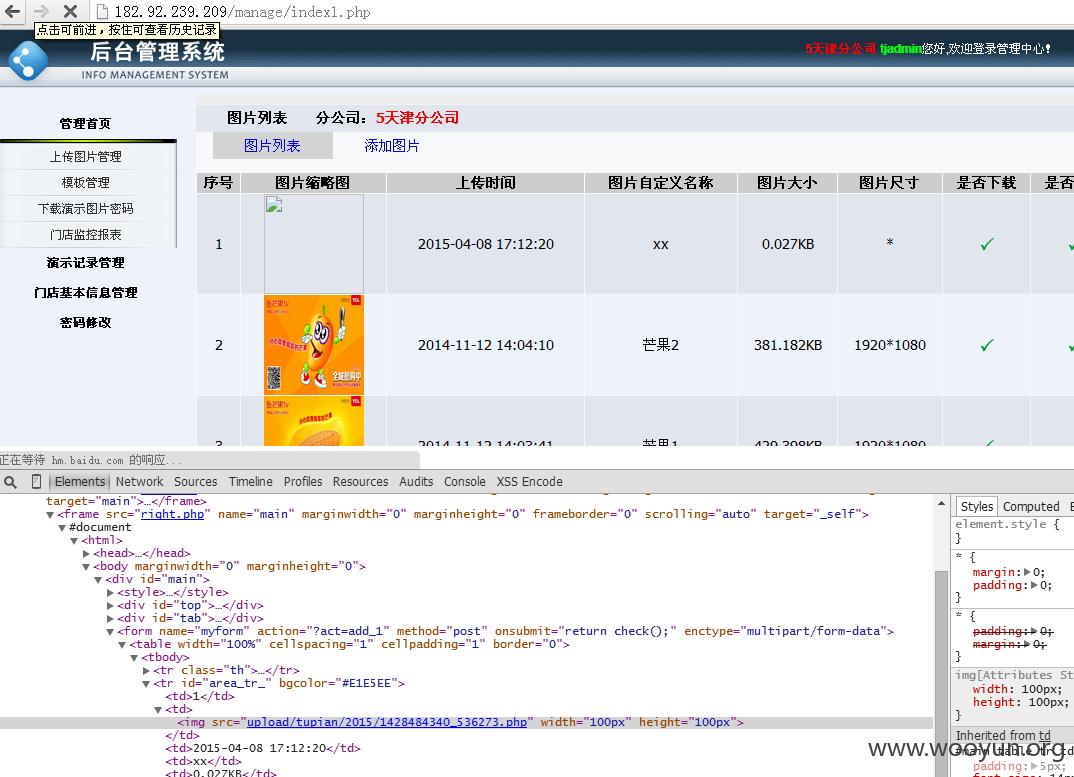 182.92.239.209/manage/index1.php
点击可前进，按住可查看历史记录
后台管理系统
INFO MANAGEMENT SYSTEM
5天津分公司 tjadmin您好,欢迎登录管理中心!
管理首页
上传图片管理
模板管理
下载演示图片密码
门店监控报表
演示记录管理
门店基本信息管理
密码修改
图片列表 分公司：5天津分公司
图片列表 添加图片
序号 图片缩略图 上传时间 图片自定义名称 图片大小 图片尺寸 是否下载 是否
1 2015-04-08 17:12:20 xx 0.027KB * ✓
2 2014-11-12 14:04:10 芒果2 381.182KB 1920*1080 ✓
3 2014-11-12 14:03:41 芒果1 429.398KB 1920*1080
TCL
全城抢购中
TCL
正在等待 hm.baidu.com 的响应...
Elements Network Sources Timeline Profiles Resources Audits Console XSS Encode
target="main">…</frame>
▼<frame src="right.php" name="main" marginwidth="0" marginheight="0" frameborder="0" scrolling="auto" target="_self">
▼#document
▼<html>
▶<head>…</head>
▼<body marginwidth="0" marginheight="0">
▼<div id="main">
▶<style>…</style>
▶<div id="top">…</div>
▶<div id="tab">…</div>
▼<form name="myform" action="?act=add_1" method="post" onsubmit="return check();" enctype="multipart/form-data">
▼<table width="100%" cellspacing="1" cellpadding="1" border="0">
▼<tbody>
▶<tr class="th">…</tr>
▼<tr id="area_tr_" bgcolor="#E1E5EE">
<td>1</td>
▼<td>
<img src="upload/tupian/2015/1428484340_536273.php" width="100px" height="100px">
</td>
<td>2015-04-08 17:12:20</td>
<td>xx</td>
<td>0.027KB</td>
Styles Computed E
element.style {
}
* {
margin:▶0;
padding:▶0;
}
* {
padding:▶0;
margin:▶0;
}
img[Attributes St
width: 100px;
height: 100px;
}
Inherited from td
#main table tr td
padding:▶5px;
www.wooyun.org